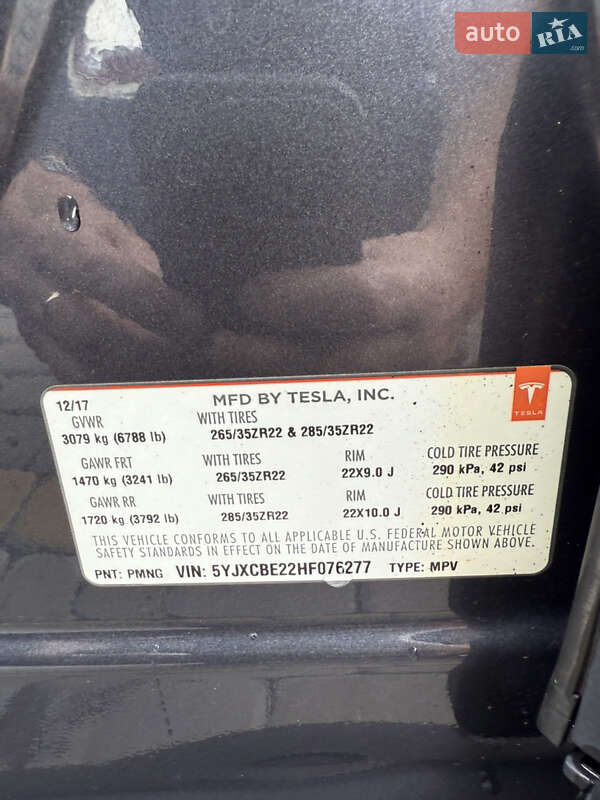 auto RIA.com
12/17 MFD BY TESLA, INC.
GVWR WITH TIRES
3079 kg (6788 lb) 265/35ZR22 & 285/35ZR22
GAWR FRT WITH TIRES RIM COLD TIRE PRESSURE
1470 kg (3241 lb) 265/35ZR22 22X9.0 J 290 kPa, 42 psi
GAWR RR WITH TIRES RIM COLD TIRE PRESSURE
1720 kg (3792 lb) 285/35ZR22 22X10.0 J 290 kPa, 42 psi
THIS VEHICLE CONFORMS TO ALL APPLICABLE U.S. FEDERAL MOTOR VEHICLE
SAFETY STANDARDS IN EFFECT ON THE DATE OF MANUFACTURE SHOWN ABOVE.
PNT: PMNG VIN: 5YJXCBE22HF076277 TYPE: MPV
TESLA